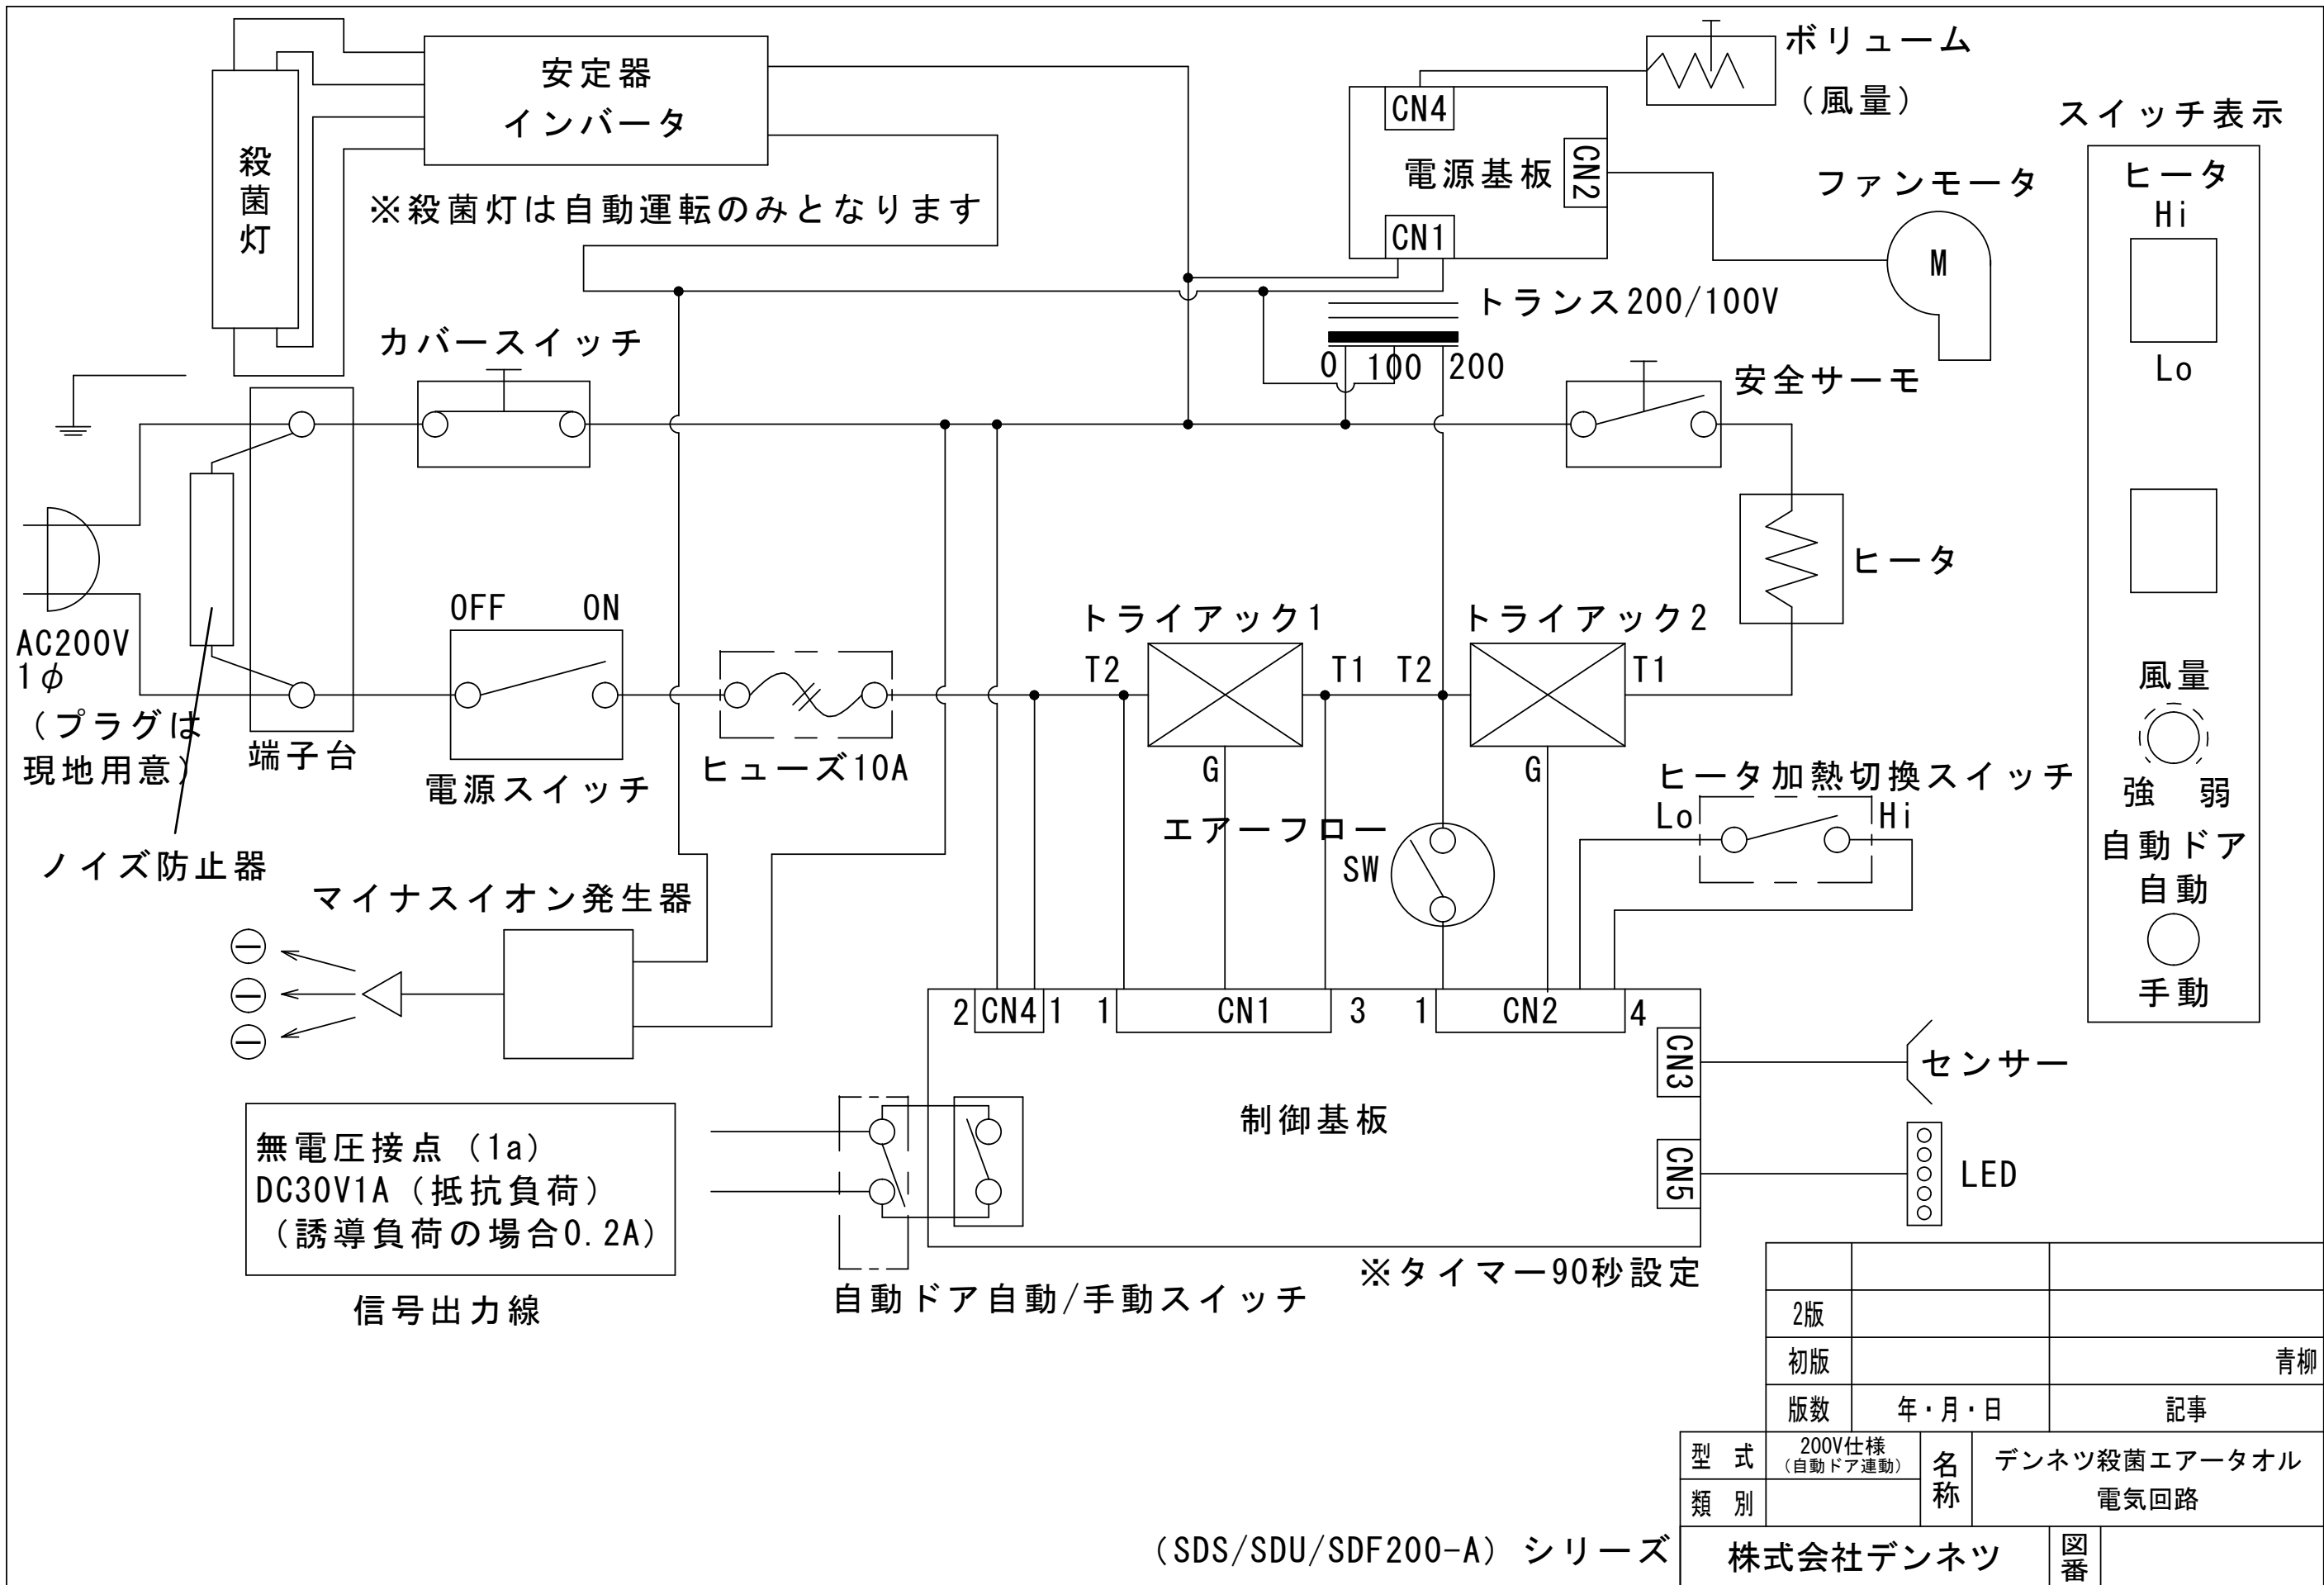 安定器
インバータ
殺菌灯
※殺菌灯は自動運転のみとなります
CN4
電源基板
CN2
CN1
ボリューム
（風量）
ファンモータ
M
スイッチ表示
ヒータ
Hi
Lo
風量
強 弱
自動ドア
自動
手動
トランス200/100V
0 100 200
カバースイッチ
安全サーモ
ヒータ
AC200V
1φ
（プラグは
現地用意）
端子台
OFF ON
電源スイッチ
ヒューズ10A
ノイズ防止器
トライアック1
T2 T1
G
トライアック2
T2 T1
G
エアーフロー
SW
ヒータ加熱切換スイッチ
Lo Hi
マイナスイオン発生器
2 CN4 1
1 CN1 3
1 CN2 4
CN3
センサー
制御基板
CN5
LED
無電圧接点（1a）
DC30V1A（抵抗負荷）
（誘導負荷の場合0.2A）
信号出力線
自動ドア自動/手動スイッチ
※タイマー90秒設定
2版
初版 青柳
版数 年・月・日 記事
型式 200V仕様
（自動ドア連動）
名称 デンネツ殺菌エアータオル
電気回路
類別
（SDS/SDU/SDF200-A）シリーズ
株式会社デンネツ 図番